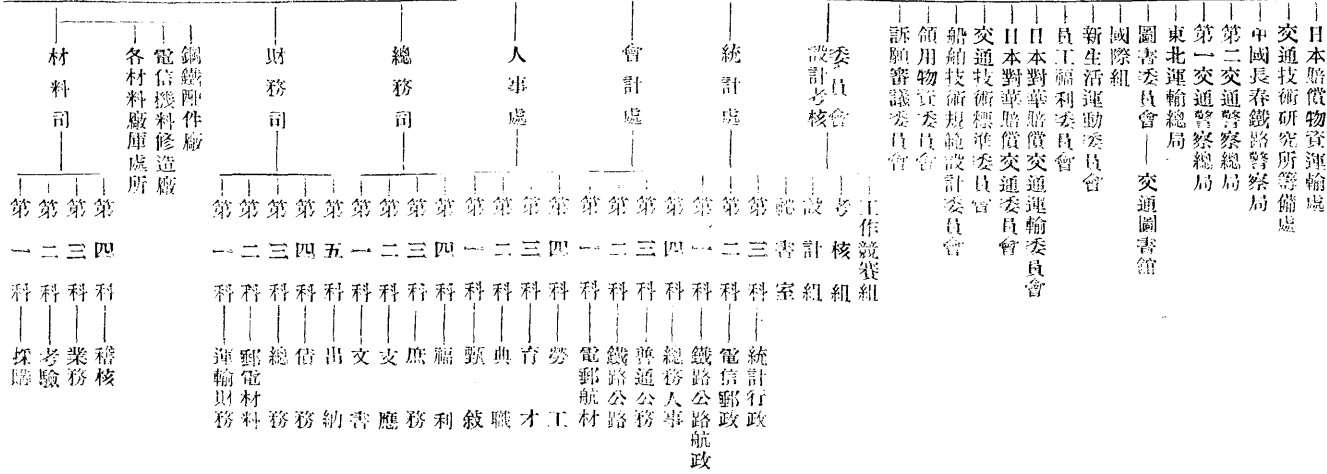 日本賠償物資運輸處
交通技術研究所籌備處
中國長春鐵路警察局
第二交通警察總局
第一交通警察總局
東北運輸總局
圖書委員會——交通圖書館
國際組
新生活運動委員會
員工福利委員會
日本對華賠償交通運輸委員會
日本對華賠償交通委員會
交通技術標準委員會
船舶技術規範設計委員會
領用物資委員會
訴願審議委員會
設計考核委員會
工作競賽組
考核組
設計組
秘書室
統計處
第三科 統計行政
第二科 電信郵政
第一科 鐵路公路航政
會計處
第四科 總務人事
第三科 普通公務
第二科 鐵路公路
第一科 電郵航材
人事處
第四科 勞工
第三科 育才
第二科 典職
第一科 甄敍
總務司
第四科 福利
第三科 庶務
第二科 支應
第一科 文書
財務司
第五科 出納
第四科 債務
第三科 總務
第二科 郵電材料
第一科 運輸財務
鋼鐵配件廠
電信機料修造廠
各材料廠庫處所
材料司
第四科 稽核
第三科 業務
第二科 考驗
第一科 採購